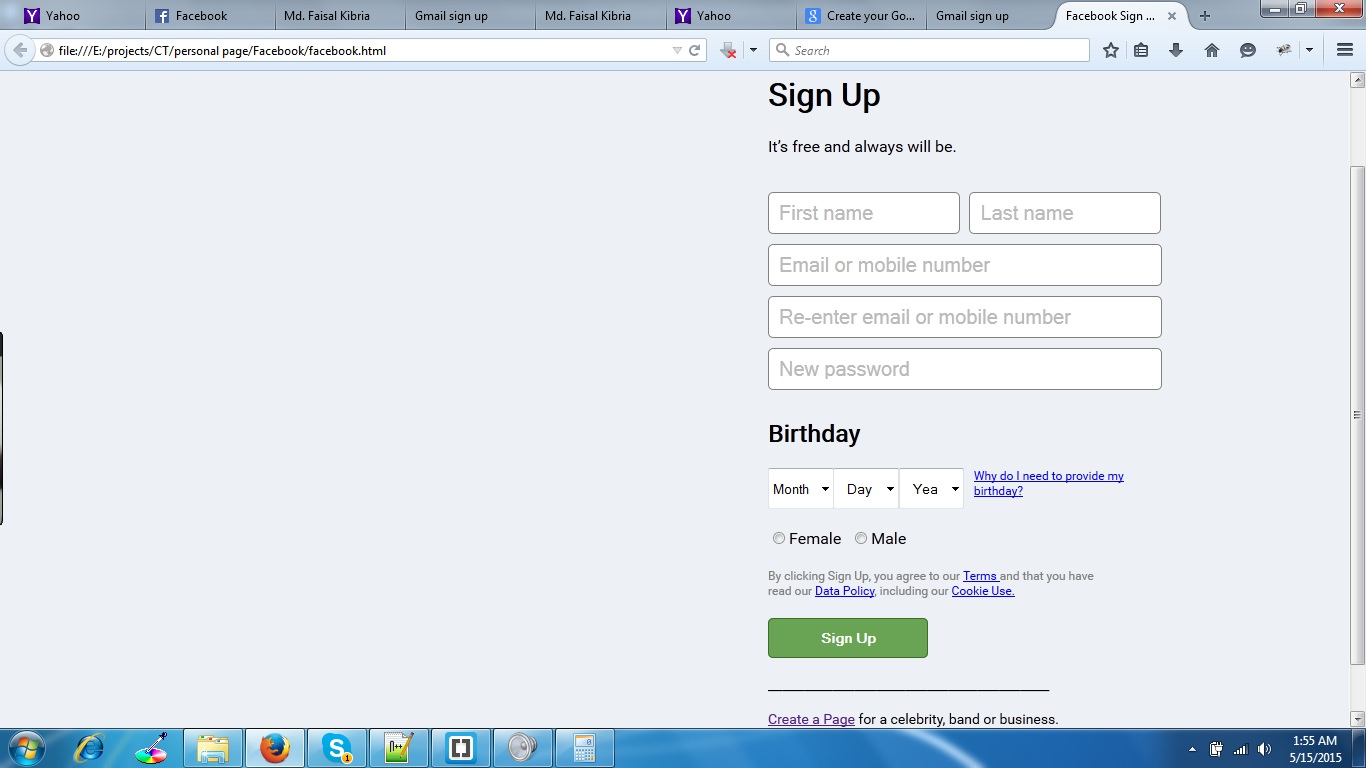 Yahoo
Facebook
Md. Faisal Kibria
Gmail sign up
Md. Faisal Kibria
Yahoo
Create your Go...
Gmail sign up
Facebook Sign ...
file:///E:/projects/CT/personal page/Facebook/facebook.html
Search
Sign Up
It's free and always will be.
First name
Last name
Email or mobile number
Re-enter email or mobile number
New password
Birthday
Month
Day
Yea
Why do I need to provide my
birthday?
Female
Male
By clicking Sign Up, you agree to our Terms and that you have
read our Data Policy, including our Cookie Use.
Sign Up
Create a Page for a celebrity, band or business.
1:55 AM
5/15/2015